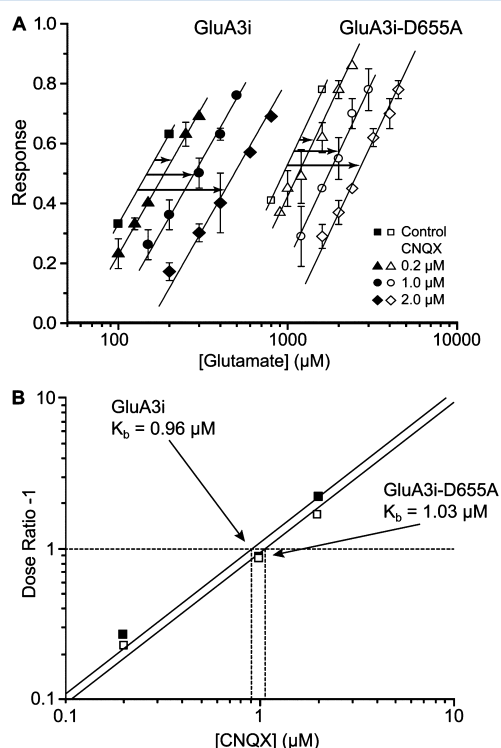 A
GluA3i
GluA3i-D655A
1.0
0.8
0.6
0.4
0.2
0.0
Response
Control
CNQX
0.2 µM
1.0 µM
2.0 µM
100
1000
10000
[Glutamate] (µM)
B
10
1
0.1
Dose Ratio -1
GluA3i
Kb = 0.96 µM
GluA3i-D655A
Kb = 1.03 µM
0.1
1
10
[CNQX] (µM)